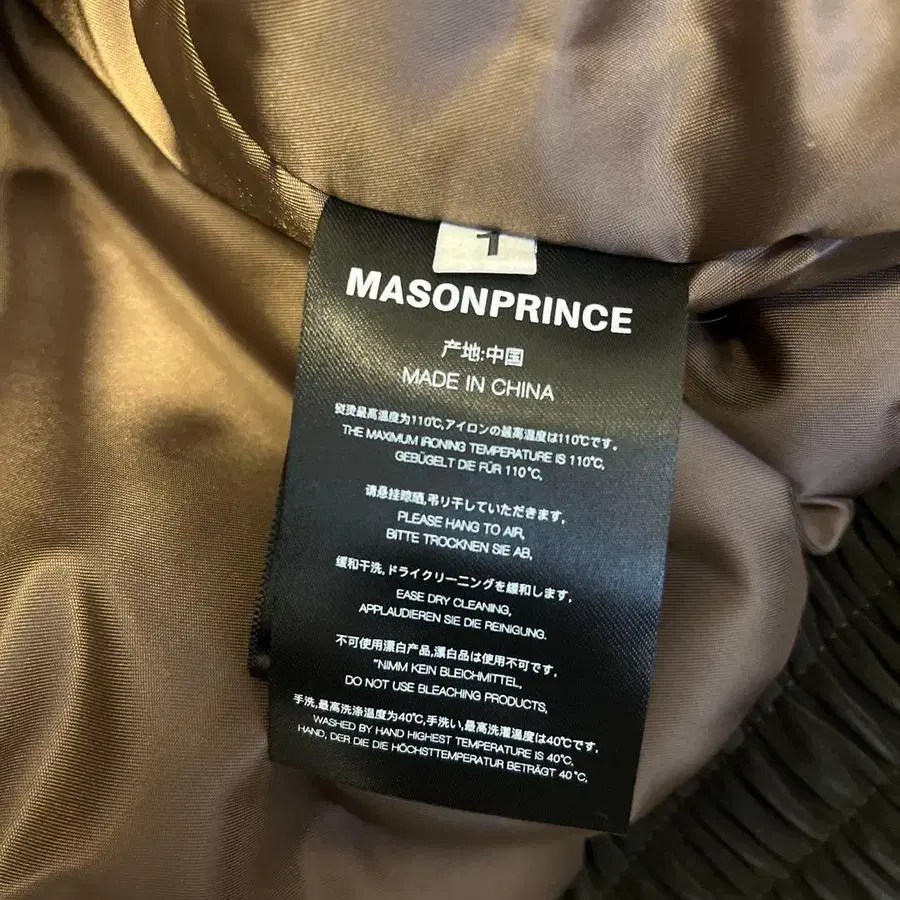 1
MASONPRINCE
产地:中国
MADE IN CHINA
熨烫最高温度为110℃,アイロンの最高温度は110℃です。
THE MAXIMUM IRONING TEMPERATURE IS 110℃,
GEBÜGELT DIE FÜR 110℃,
请悬挂晾晒,吊り干していただきます,
PLEASE HANG TO AIR,
BITTE TROCKNEN SIE AB,
缓和干洗,ドライクリーニングを緩和します,
EASE DRY CLEANING,
APPLAUDIEREN SIE DIE REINIGUNG.
不可使用漂白产品,漂白品は使用不可です,
"NIMM KEIN BLEICHMITTEL,
DO NOT USE BLEACHING PRODUCTS,
手洗,最高洗涤温度为40℃,手洗い,最高洗濯温度は40℃です,
WASHED BY HAND HIGHEST TEMPERATURE IS 40℃,
HAND, DER DIE DIE HÖCHSTTEMPERATUR BETRÄGT 40℃,